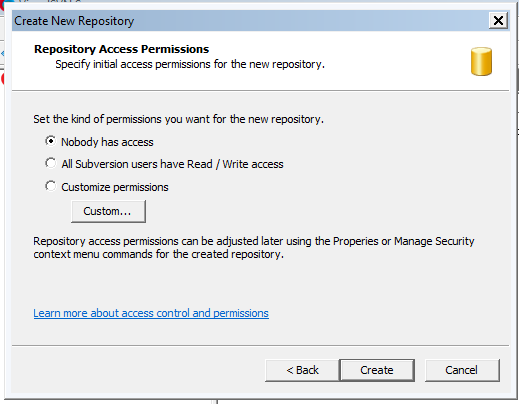 Create New Repository
Repository Access Permissions
Specify initial access permissions for the new repository.
Set the kind of permissions you want for the new repository.
Nobody has access
All Subversion users have Read / Write access
Customize permissions
Custom...
Repository access permissions can be adjusted later using the Properies or Manage Security
context menu commands for the created repository.
Learn more about access control and permissions
< Back
Create
Cancel